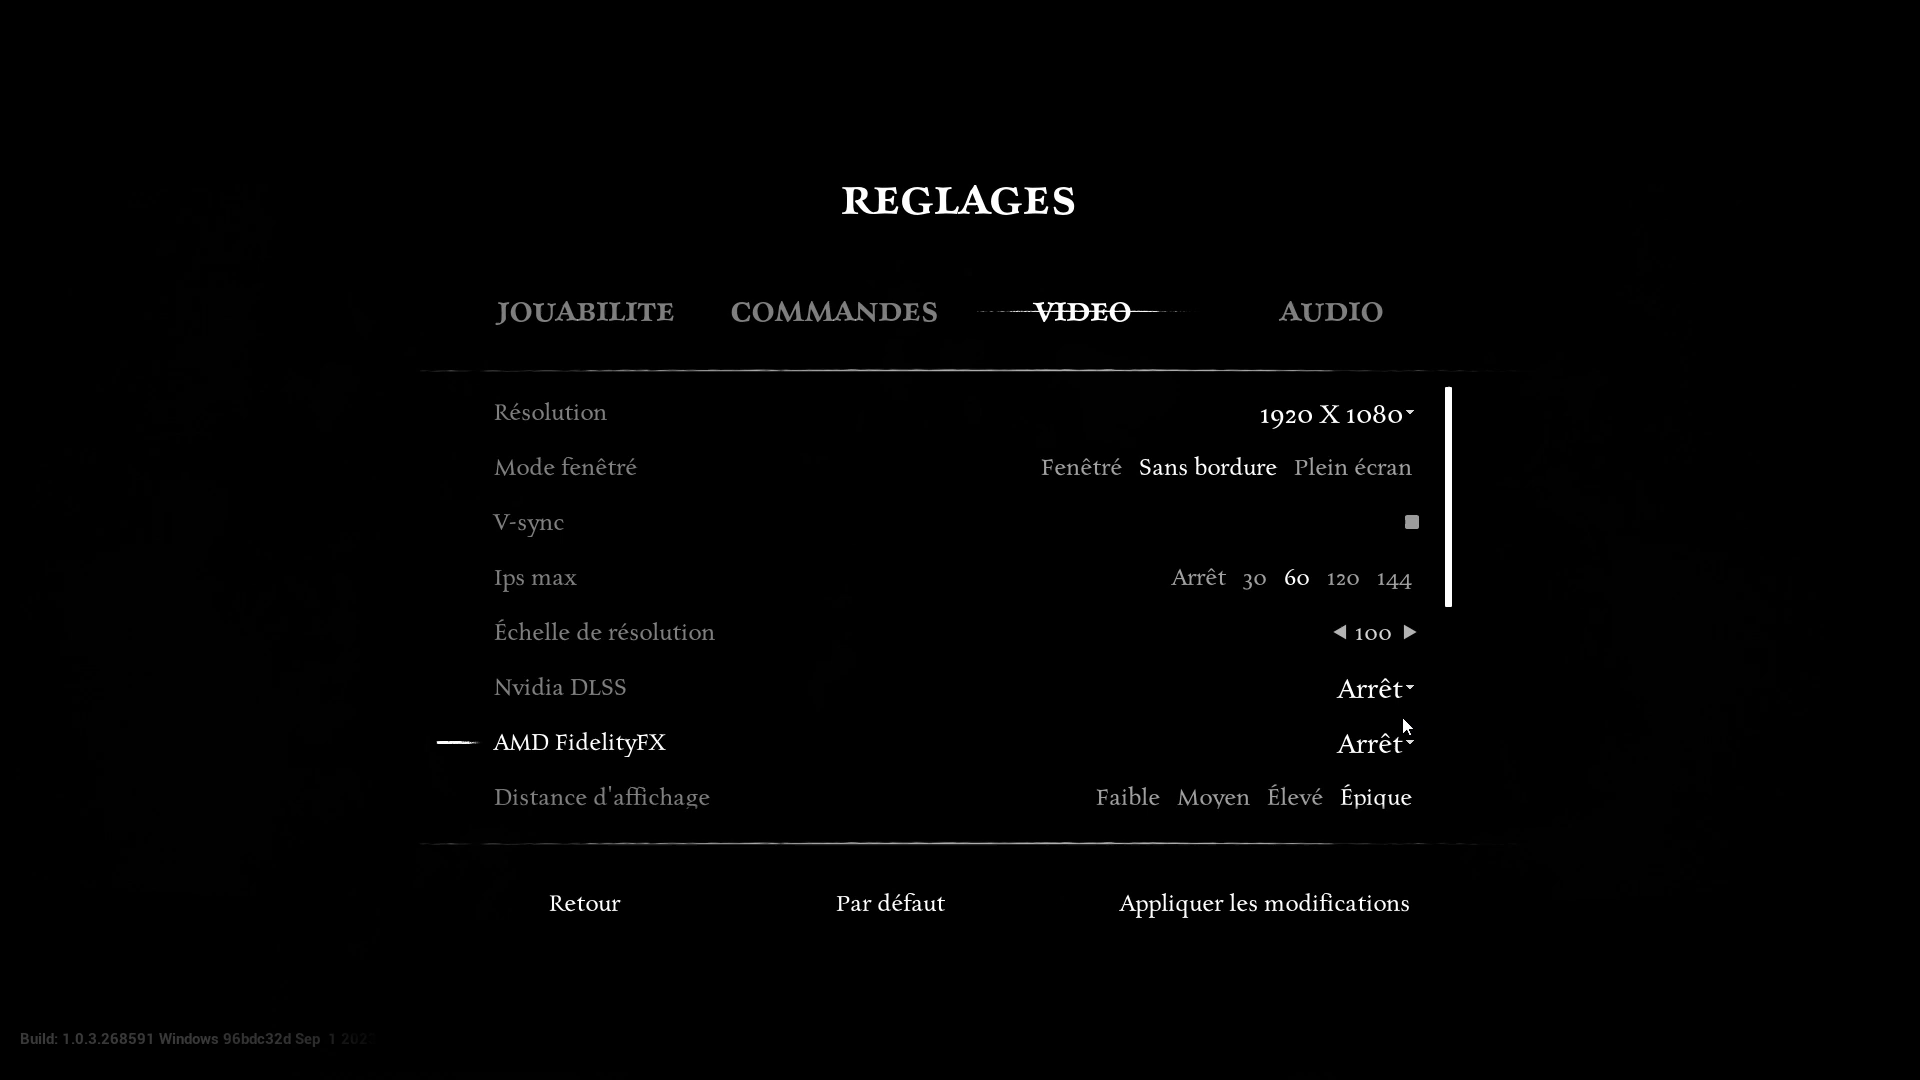 REGLAGES
JOUABILITE COMMANDES VIDEO AUDIO
Résolution 1920 X 1080
Mode fenêtré Fenêtré Sans bordure Plein écran
V-sync
Ips max Arrêt 30 60 120 144
Échelle de résolution 100
Nvidia DLSS Arrêt
AMD FidelityFX Arrêt
Distance d'affichage Faible Moyen Élevé Épique
Retour Par défaut Appliquer les modifications
Build: 1.0.3.268591 Windows 96bdc32d Sep 1